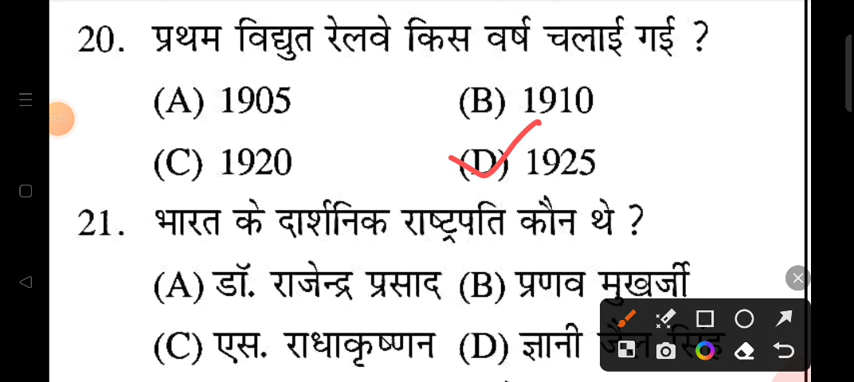 20. प्रथम विद्युत रेलवे किस वर्ष चलाई गई ?
(A) 1905 (B) 1910
(C) 1920 (D) 1925
21. भारत के दार्शनिक राष्ट्रपति कौन थे ?
(A) डॉ. राजेन्द्र प्रसाद (B) प्रणव मुखर्जी
(C) एस. राधाकृष्णन (D) ज्ञानी जैल सिंह